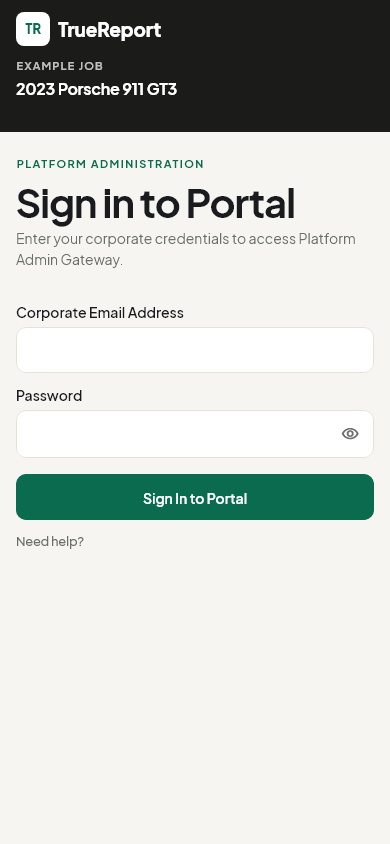 TR TrueReport
EXAMPLE JOB
2023 Porsche 911 GT3
PLATFORM ADMINISTRATION
Sign in to Portal
Enter your corporate credentials to access Platform
Admin Gateway.
Corporate Email Address
Password
Sign In to Portal
Need help?